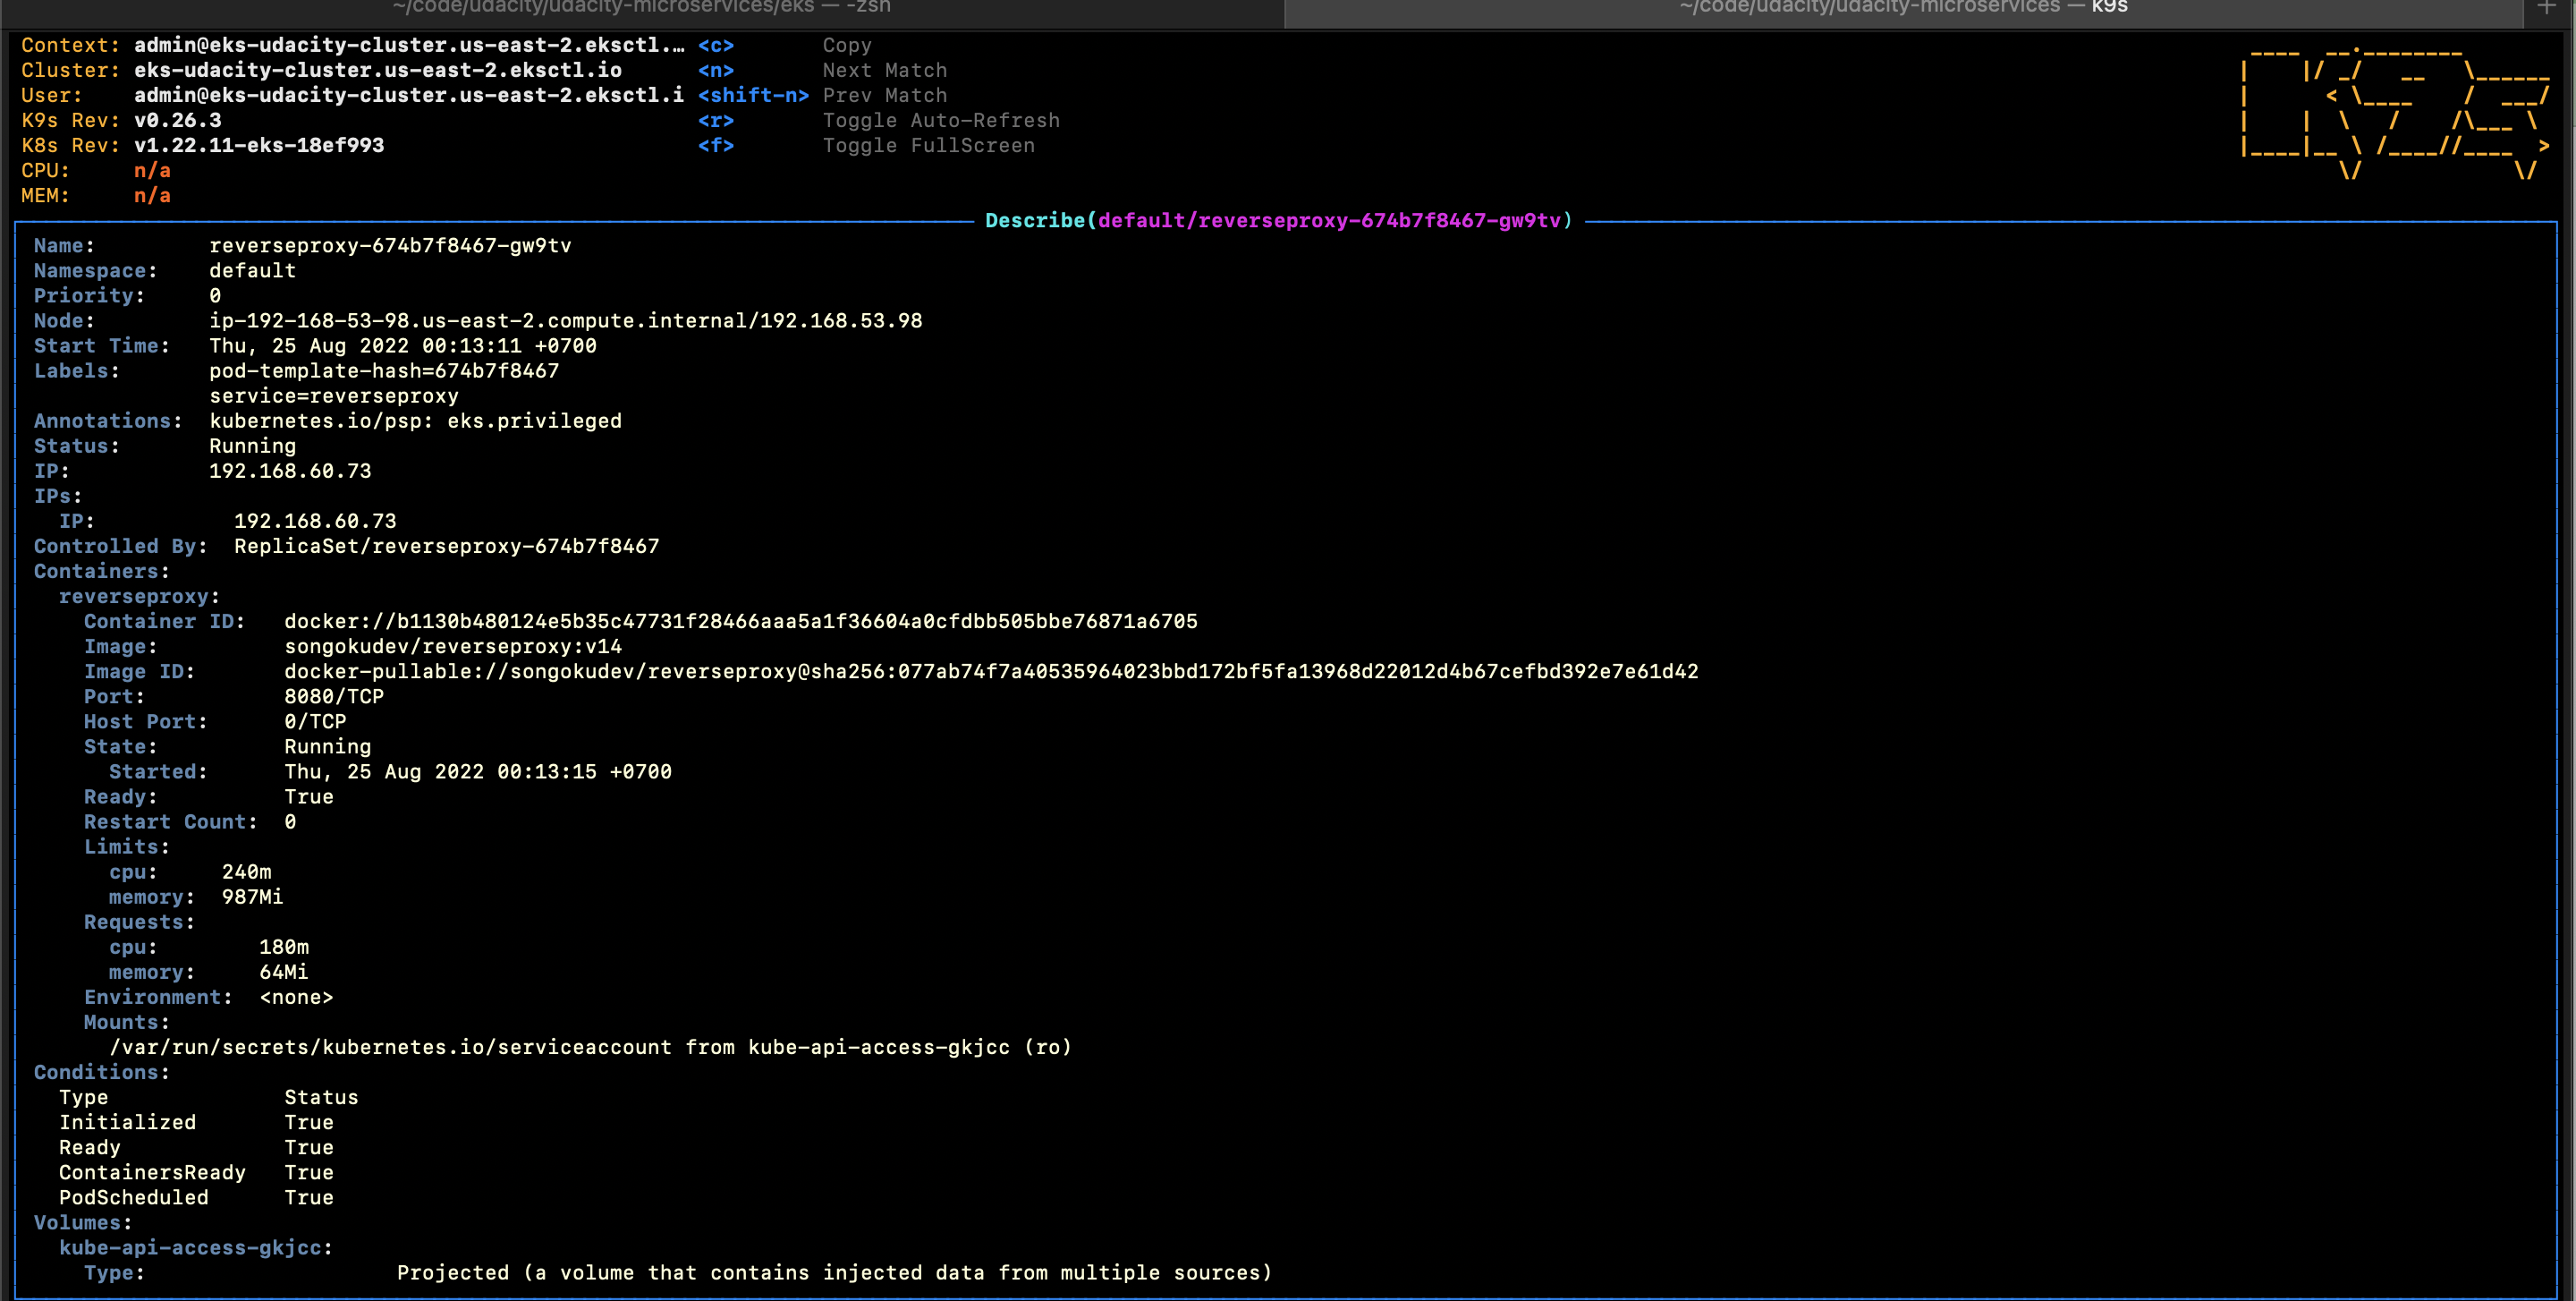 ~/code/udacity/udacity-microservices/eks — -zsh ~/code/udacity/udacity-microservices — k9s +
Context: admin@eks-udacity-cluster.us-east-2.eksctl.… <c> Copy
Cluster: eks-udacity-cluster.us-east-2.eksctl.io <n> Next Match
User: admin@eks-udacity-cluster.us-east-2.eksctl.i <shift-n> Prev Match
K9s Rev: v0.26.3 <r> Toggle Auto-Refresh
K8s Rev: v1.22.11-eks-18ef993 <f> Toggle FullScreen
CPU: n/a
MEM: n/a
Describe(default/reverseproxy-674b7f8467-gw9tv)
Name: reverseproxy-674b7f8467-gw9tv
Namespace: default
Priority: 0
Node: ip-192-168-53-98.us-east-2.compute.internal/192.168.53.98
Start Time: Thu, 25 Aug 2022 00:13:11 +0700
Labels: pod-template-hash=674b7f8467
service=reverseproxy
Annotations: kubernetes.io/psp: eks.privileged
Status: Running
IP: 192.168.60.73
IPs:
IP: 192.168.60.73
Controlled By: ReplicaSet/reverseproxy-674b7f8467
Containers:
reverseproxy:
Container ID: docker://b1130b480124e5b35c47731f28466aaa5a1f36604a0cfdbb505bbe76871a6705
Image: songokudev/reverseproxy:v14
Image ID: docker-pullable://songokudev/reverseproxy@sha256:077ab74f7a40535964023bbd172bf5fa13968d22012d4b67cefbd392e7e61d42
Port: 8080/TCP
Host Port: 0/TCP
State: Running
Started: Thu, 25 Aug 2022 00:13:15 +0700
Ready: True
Restart Count: 0
Limits:
cpu: 240m
memory: 987Mi
Requests:
cpu: 180m
memory: 64Mi
Environment: <none>
Mounts:
/var/run/secrets/kubernetes.io/serviceaccount from kube-api-access-gkjcc (ro)
Conditions:
Type Status
Initialized True
Ready True
ContainersReady True
PodScheduled True
Volumes:
kube-api-access-gkjcc:
Type: Projected (a volume that contains injected data from multiple sources)